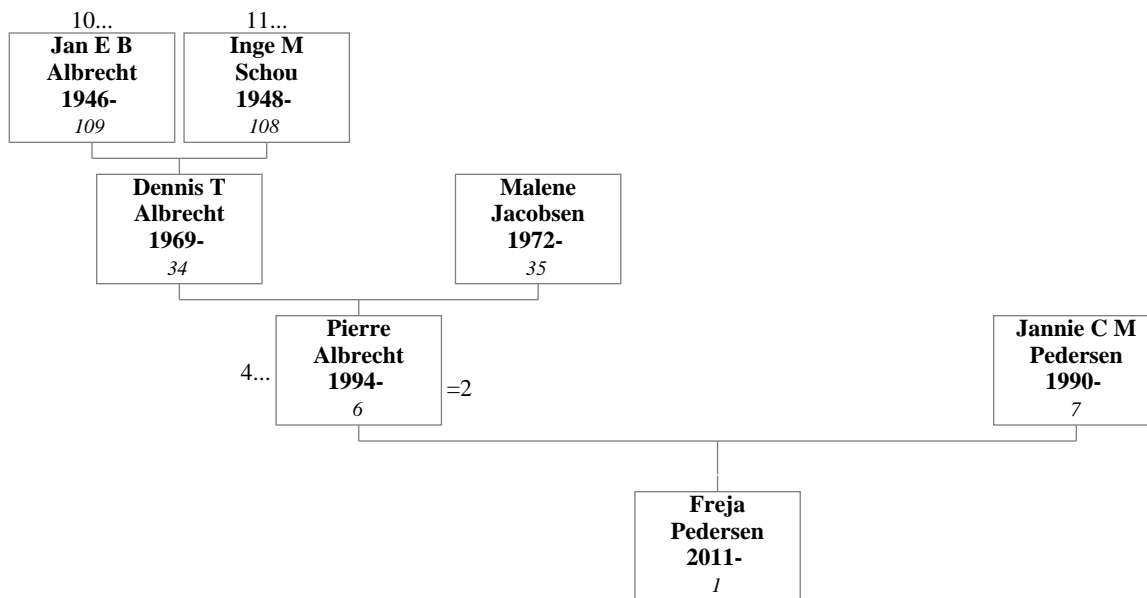 10...
11...
Jan E B
Albrecht
1946-
109
Inge M
Schou
1948-
108
Dennis T
Albrecht
1969-
34
Malene
Jacobsen
1972-
35
4...
Pierre
Albrecht
1994-
6
=2
Jannie C M
Pedersen
1990-
7
Freja
Pedersen
2011-
1